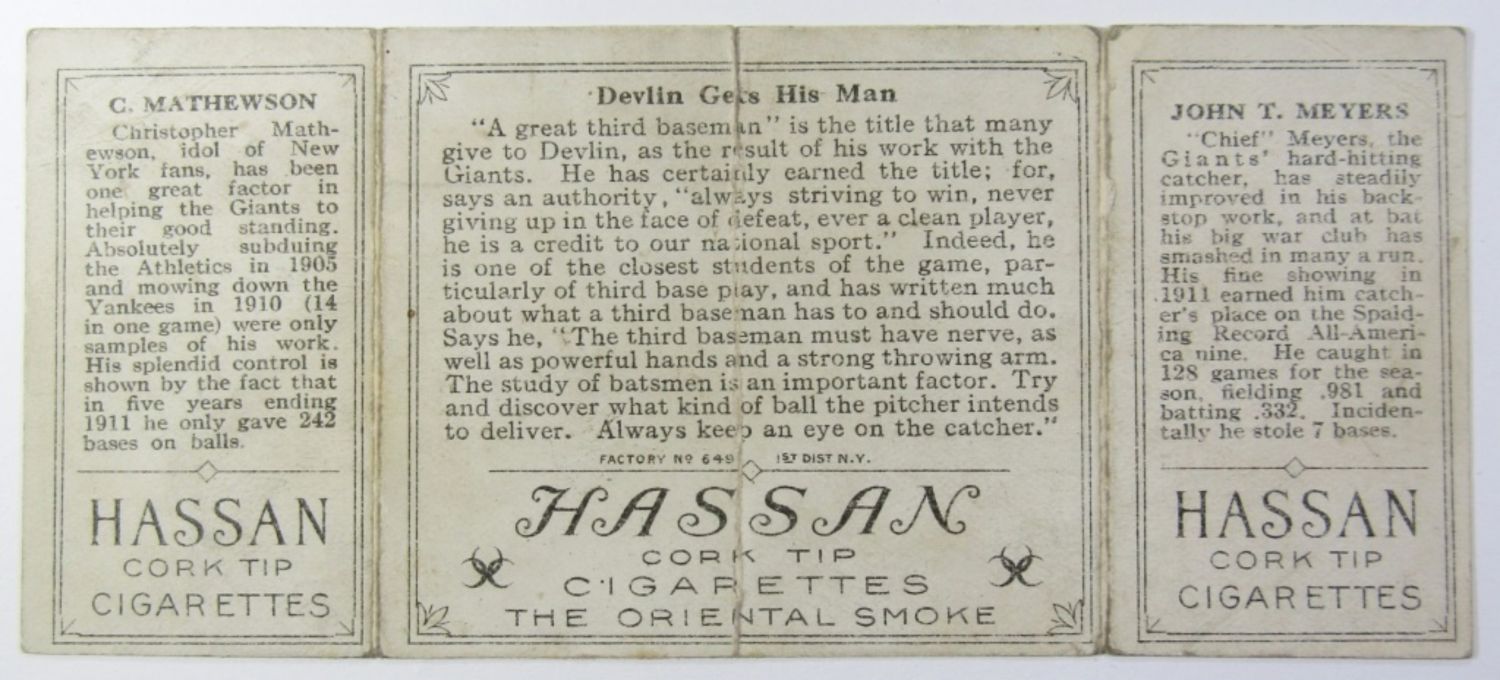 C. MATHEWSON
Christopher Math-
ewson, idol of New
York fans, has been
one great factor in
helping the Giants to
their good standing.
Absolutely subduing
the Athletics in 1905
and mowing down the
Yankees in 1910 (14
in one game) were only
samples of his work.
His splendid control is
shown by the fact that
in five years ending
1911 he only gave 242
bases on balls.
HASSAN
CORK TIP
CIGARETTES
Devlin Gets His Man
"A great third baseman" is the title that many
give to Devlin, as the result of his work with the
Giants. He has certainly earned the title; for,
says an authority, "always striving to win, never
giving up in the face of defeat, ever a clean player,
he is a credit to our national sport." Indeed, he
is one of the closest students of the game, par-
ticularly of third base play, and has written much
about what a third baseman has to and should do.
Says he, "The third baseman must have nerve, as
well as powerful hands and a strong throwing arm.
The study of batsmen is an important factor. Try
and discover what kind of ball the pitcher intends
to deliver. Always keep an eye on the catcher."
FACTORY Nº 649 1ST DIST N.Y.
HASSAN
CORK TIP
CIGARETTES
THE ORIENTAL SMOKE
JOHN T. MEYERS
"Chief" Meyers, the
Giants' hard-hitting
catcher, has steadily
improved in his back-
stop work, and at bat
his big war club has
smashed in many a run.
His fine showing in
1911 earned him catch-
er's place on the Spald-
ing Record All-Ameri-
ca nine. He caught in
128 games for the sea-
son, fielding .981 and
batting .332. Inciden-
tally he stole 7 bases.
HASSAN
CORK TIP
CIGARETTES